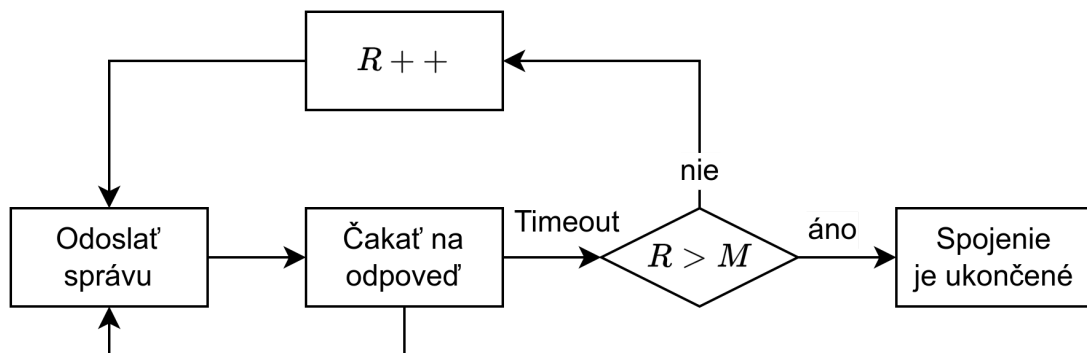 R + +
nie
Odoslať
správu
Čakať na
odpoveď
Timeout
R > M
áno
Spojenie
je ukončené